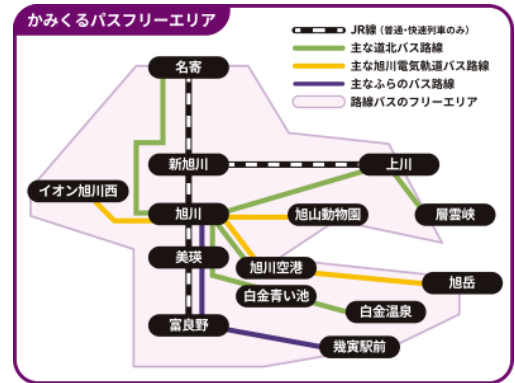 かみくるパスフリーエリア
JR線（普通・快速列車のみ）
主な道北バス路線
主な旭川電気軌道バス路線
主なふらのバス路線
路線バスのフリーエリア
名寄
新旭川
上川
イオン旭川西
旭川
旭山動物園
層雲峡
美瑛
旭川空港
旭岳
白金青い池
白金温泉
富良野
幾寅駅前